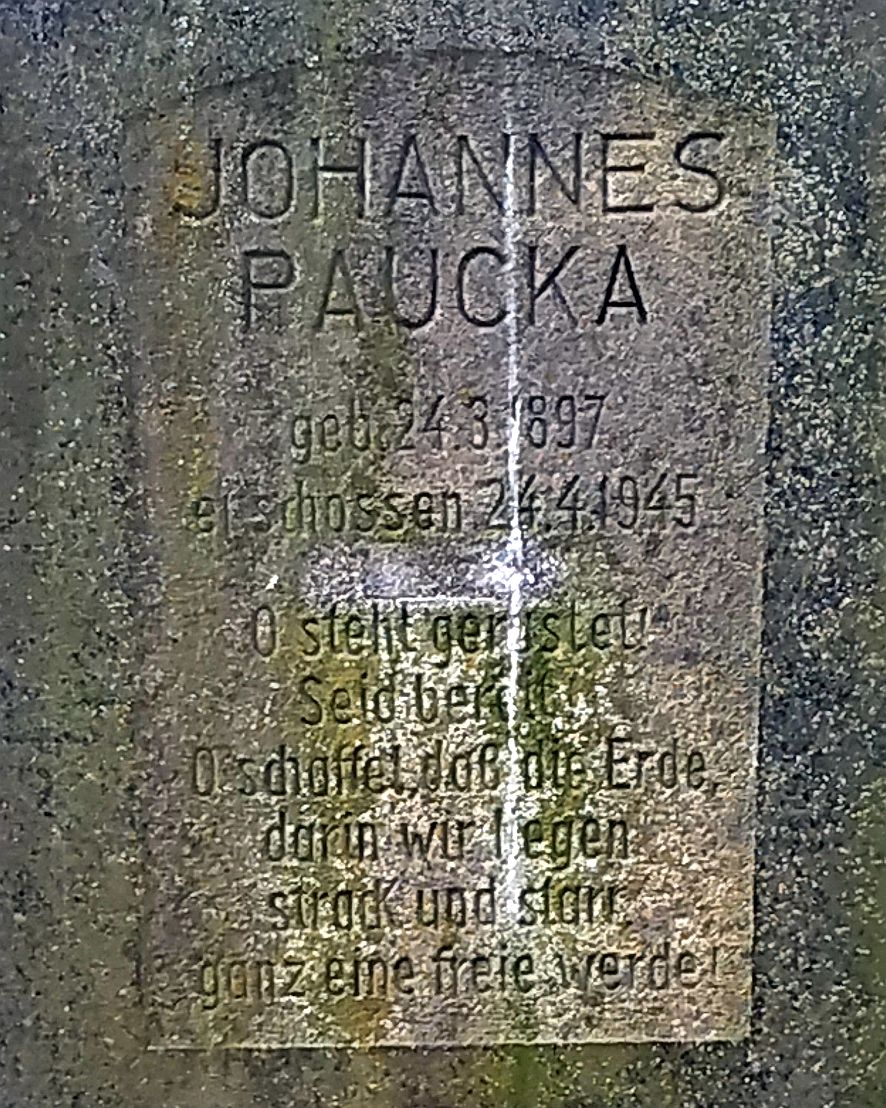 JOHANNES
PAUCKA
geb. 24.3.1897
erschossen 24.4.1945
O steht gerüstet!
Seid bereit!
O schaffet, daß die Erde,
darin wir liegen
strack und starr,
ganz eine freie werde!